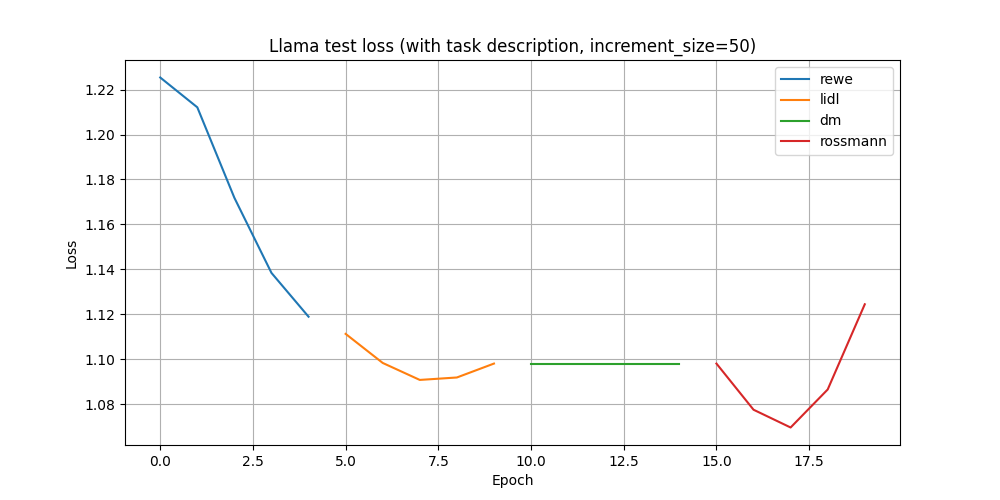 Llama test loss (with task description, increment_size=50)
rewe
lidl
dm
rossmann
Loss
1.22
1.20
1.18
1.16
1.14
1.12
1.10
1.08
0.0 2.5 5.0 7.5 10.0 12.5 15.0 17.5
Epoch